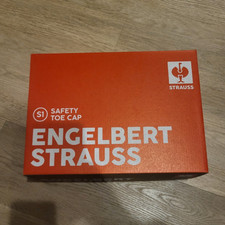 STRAUSS
S1 SAFETY
TOE CAP
ENGELBERT
STRAUSS